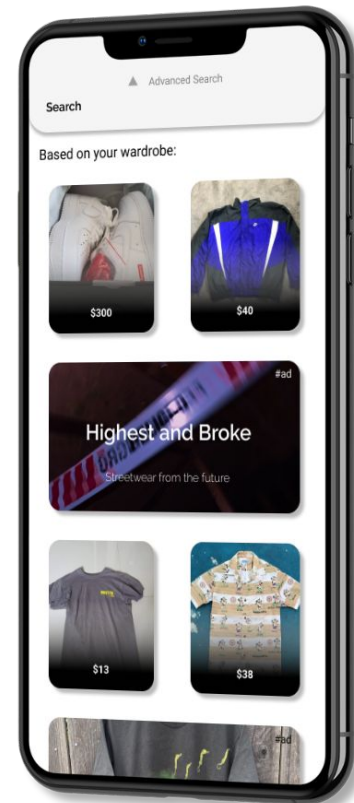 Advanced Search
Search
Based on your wardrobe:
$300
$40
#ad
Highest and Broke
Streetwear from the future
$13
$38
#ad